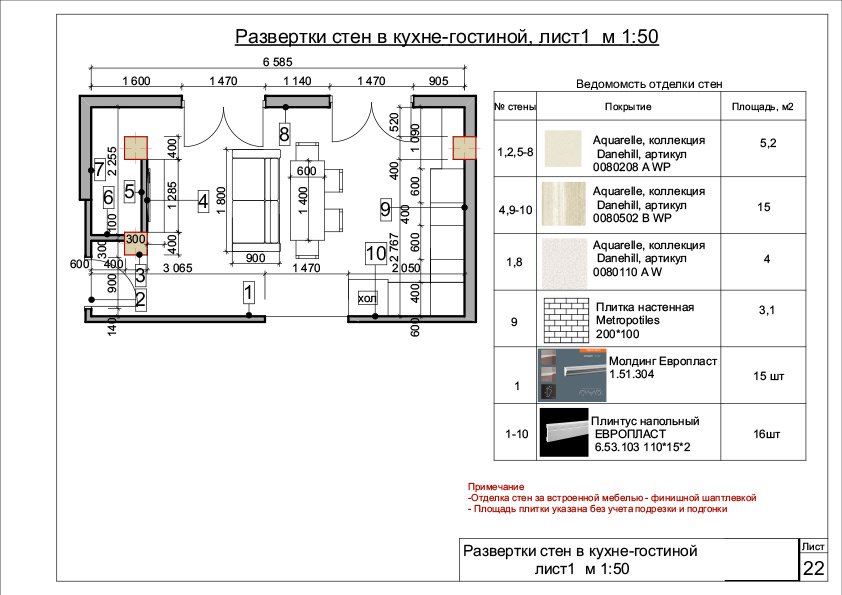 Развертки стен в кухне-гостиной, лист1 м 1:50
6 585
1 600
1 470
1 140
1 470
905
520
1 090
8
400
2 255
7
5
6
100
1 285
4
1 800
600
1 400
400
600
9
400
300
300
400
900
10
2 767
600
600
400
3 065
1 470
2 050
3
900
2
1
хол
400
600
140
Ведомомсть отделки стен
№ стены
Покрытие
Площадь, м2
1,2,5-8
Aquarelle, коллекция
Danehill, артикул
0080208 A WP
5,2
4,9-10
Aquarelle, коллекция
Danehill, артикул
0080502 B WP
15
1,8
Aquarelle, коллекция
Danehill, артикул
0080110 A W
4
9
Плитка настенная
Metropotiles
200*100
3,1
1
Молдинг Европласт
1.51.304
15 шт
1-10
Плинтус напольный
ЕВРОПЛАСТ
6.53.103 110*15*2
16шт
Примечание
-Отделка стен за встроенной мебелью - финишной шаптлевкой
- Площадь плитки указана без учета подрезки и подгонки
Развертки стен в кухне-гостиной
лист1 м 1:50
Лист
22